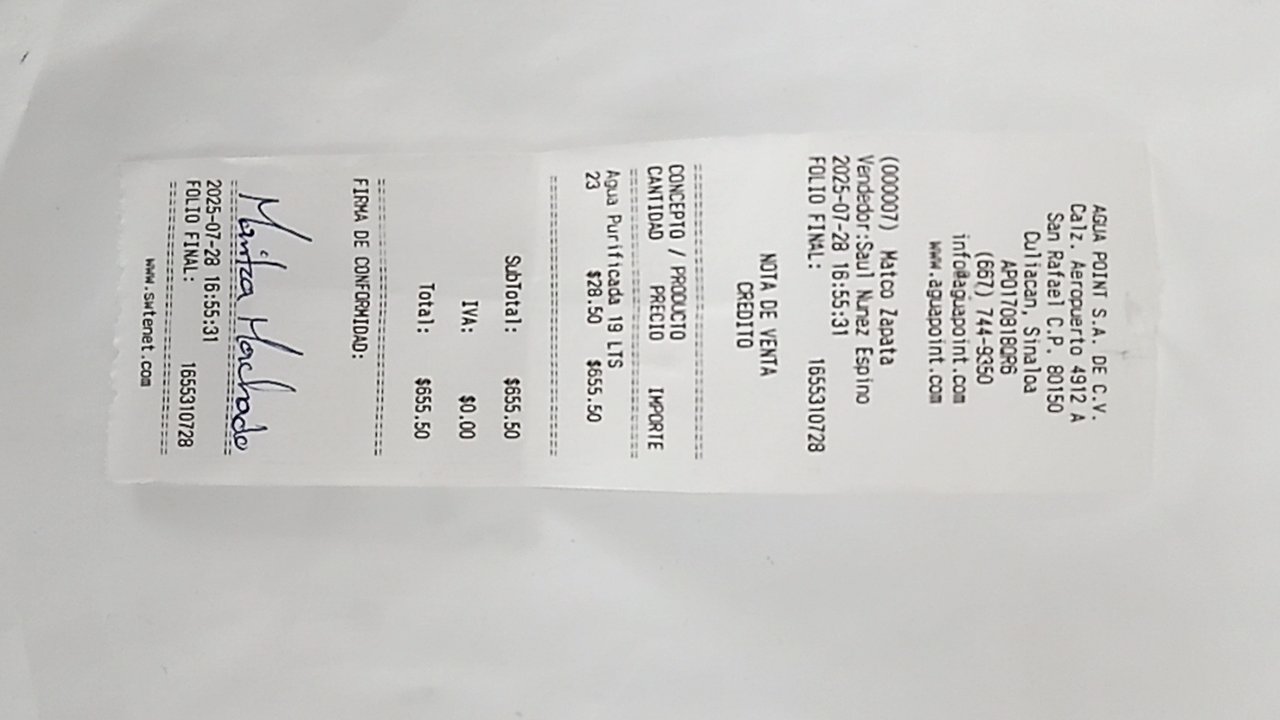 AGUA POINT S.A. DE C.V.
Calz. Aeropuerto 4912 A
San Rafael C.P. 80150
Culiacan, Sinaloa
APO170818QR6
(667) 744-9350
info@aguapoint.com
www.aguapoint.com
(000007) Matco Zapata
Vendedor:Saul Nunez Espino
2025-07-28 16:55:31
FOLIO FINAL: 1655310728
NOTA DE VENTA
CREDITO
==============================
CONCEPTO / PRODUCTO
CANTIDAD PRECIO IMPORTE
==============================
Agua Purificada 19 LTS
23 $28.50 $655.50
==============================
SubTotal: $655.50
IVA: $0.00
Total: $655.50
==============================
FIRMA DE CONFORMIDAD:
Maritza Machado
==============================
2025-07-28 16:55:31
FOLIO FINAL: 1655310728
==============================
www.swtenet.com